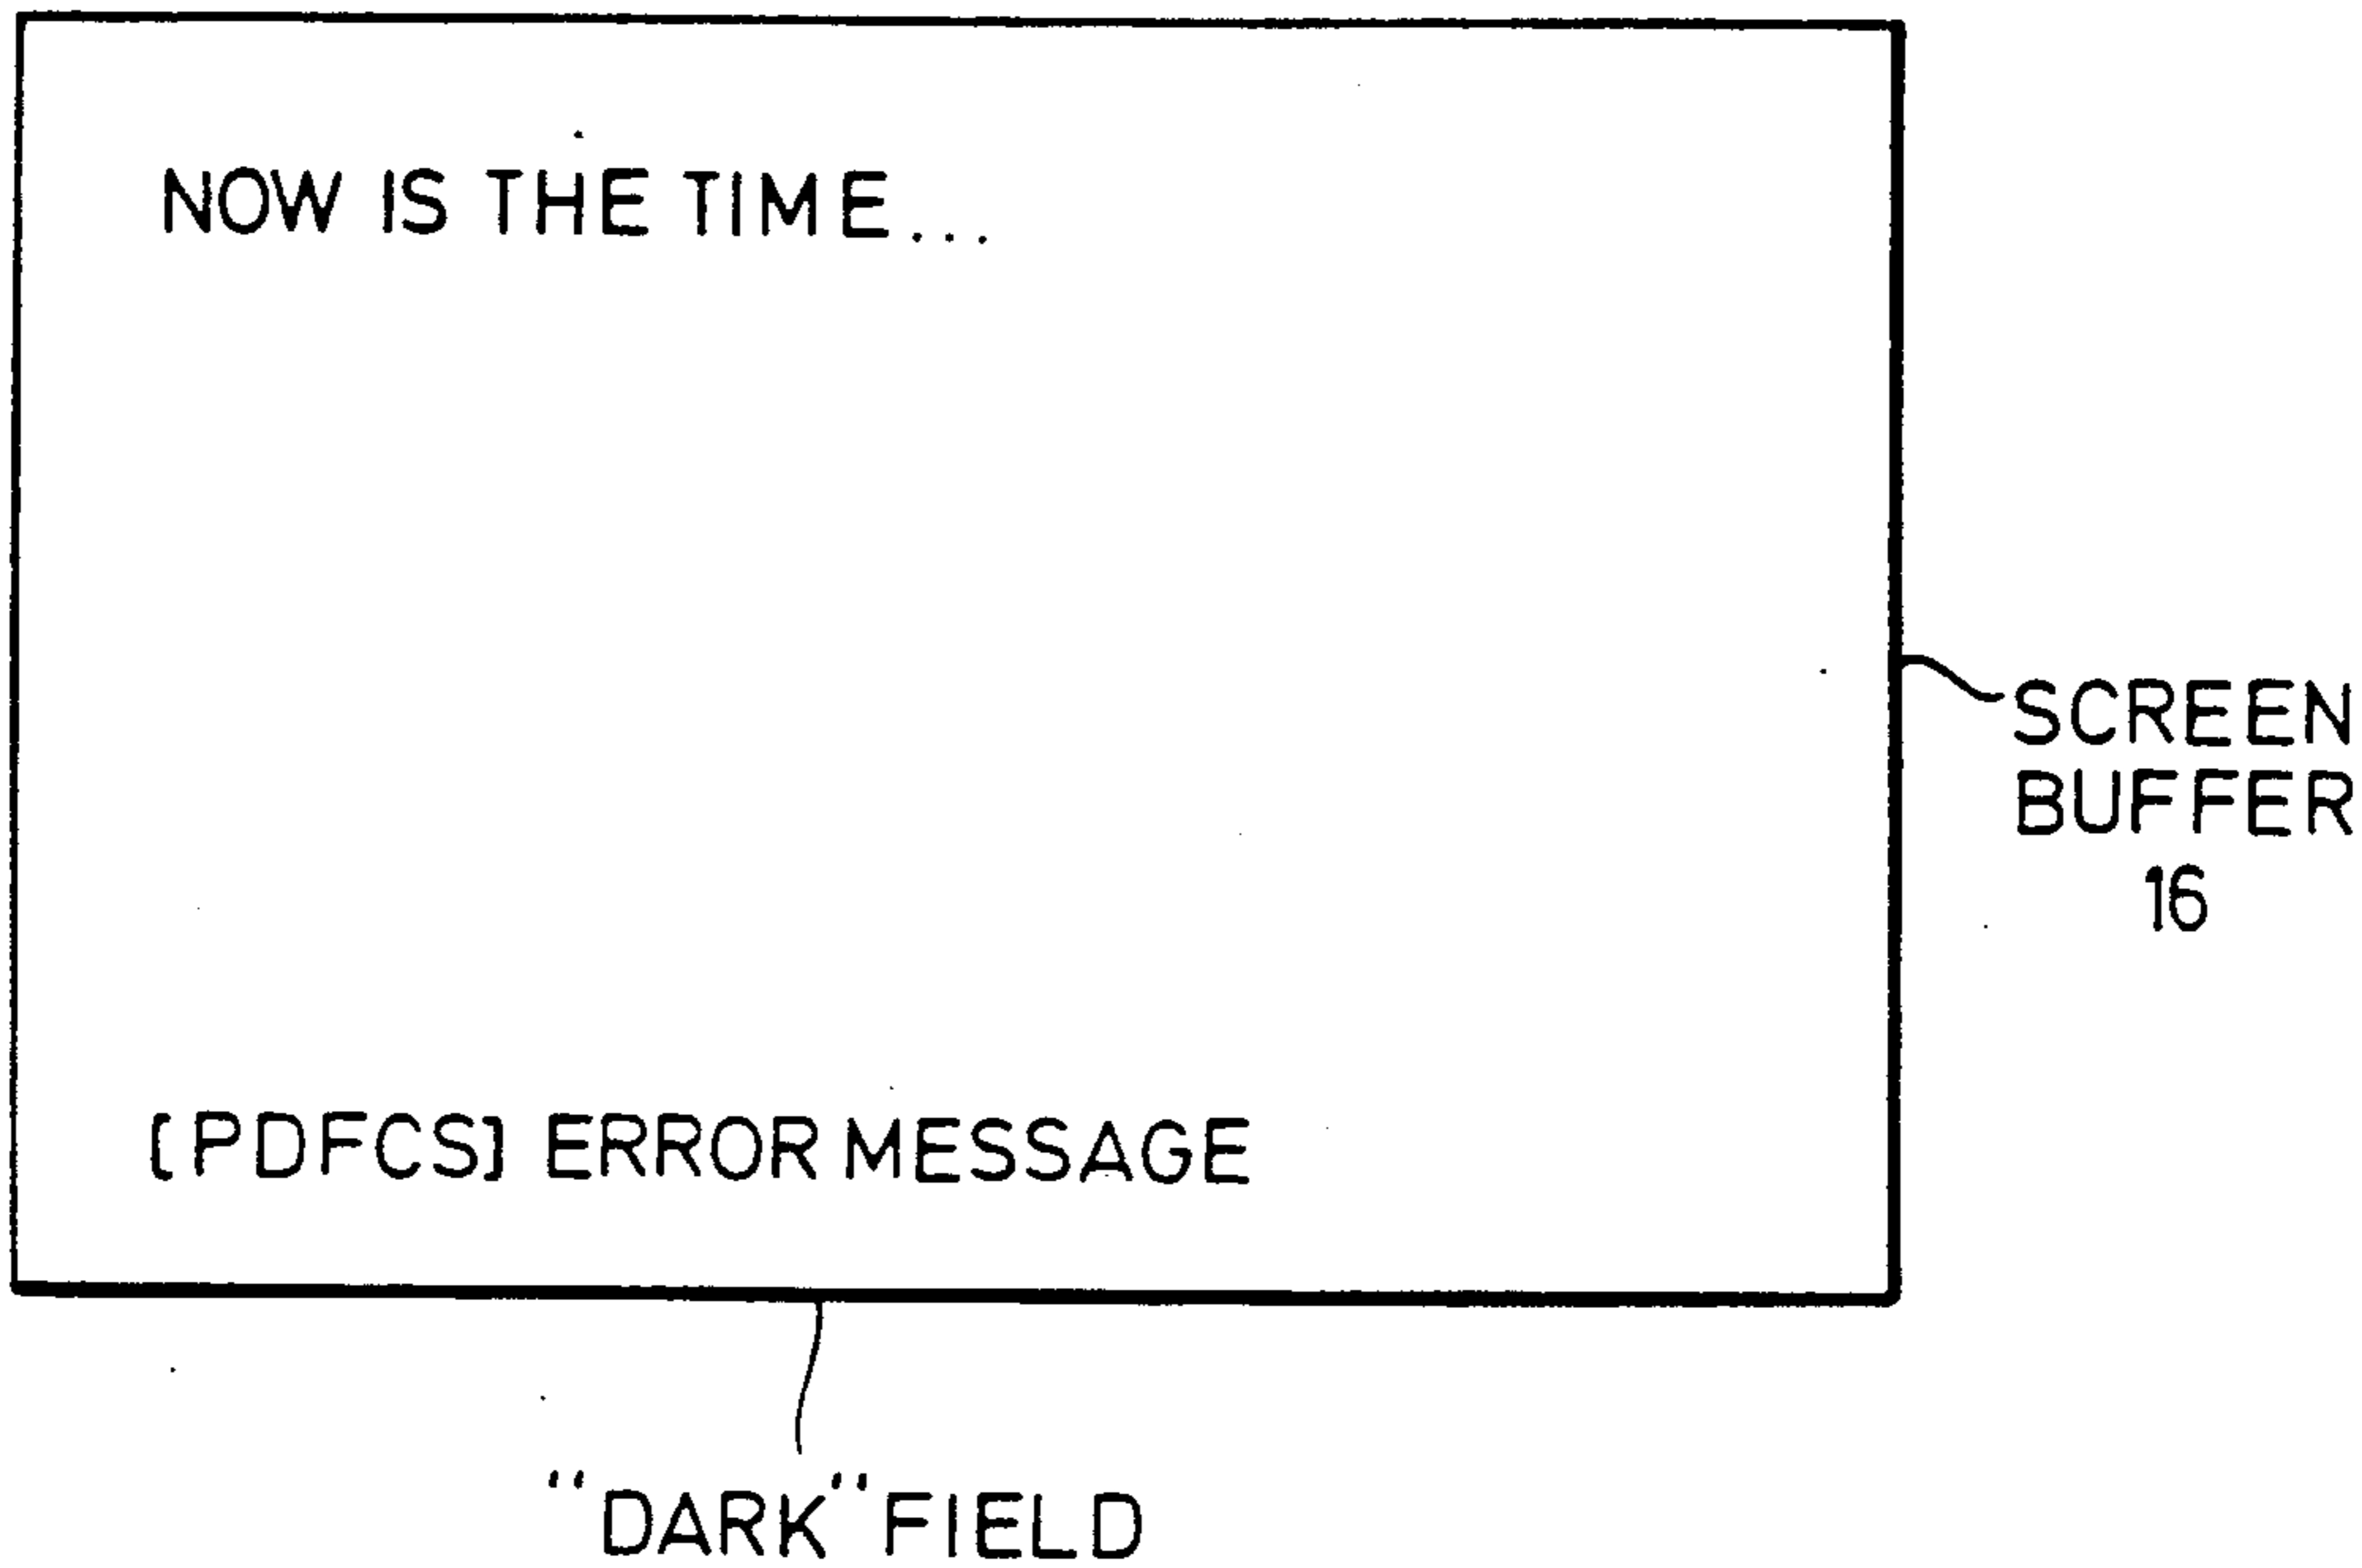 NOW IS THE TIME...
SCREEN
BUFFER
16
[PDFCS] ERROR MESSAGE
"DARK" FIELD